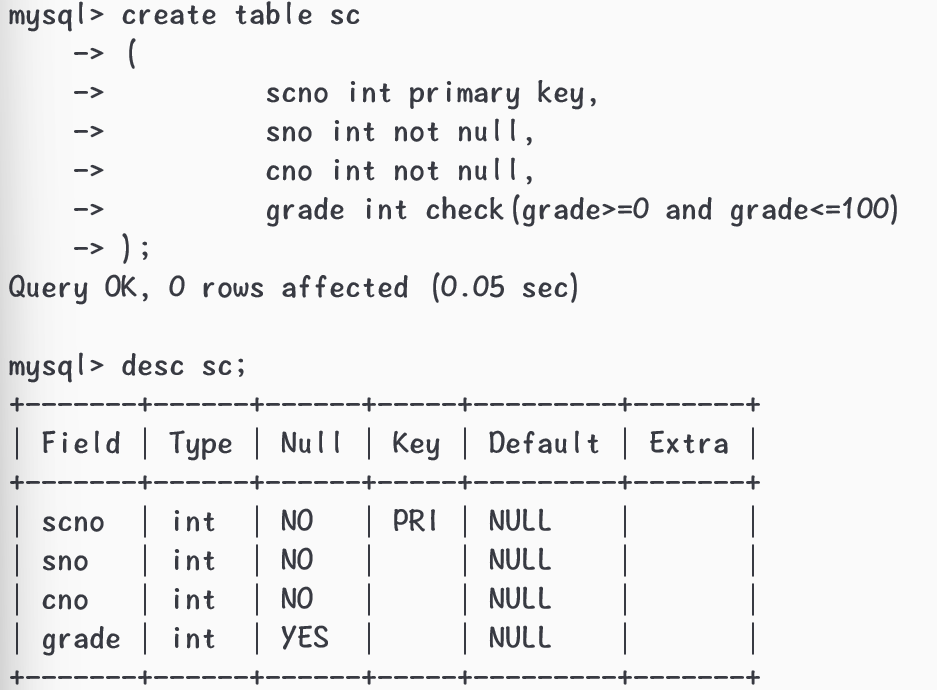 mysql> create table sc
    -> (
    ->          scno int primary key,
    ->          sno int not null,
    ->          cno int not null,
    ->          grade int check(grade>=0 and grade<=100)
    -> );
Query OK, 0 rows affected (0.05 sec)

mysql> desc sc;
+-------+------+------+-----+---------+-------+
| Field | Type | Null | Key | Default | Extra |
+-------+------+------+-----+---------+-------+
| scno  | int  | NO   | PRI | NULL    |       |
| sno   | int  | NO   |     | NULL    |       |
| cno   | int  | NO   |     | NULL    |       |
| grade | int  | YES  |     | NULL    |       |
+-------+------+------+-----+---------+-------+